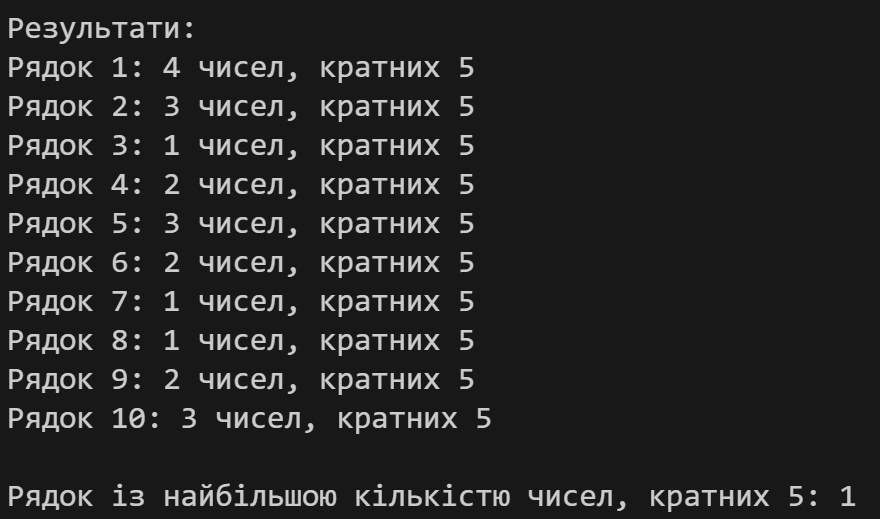 Результати:
Рядок 1: 4 чисел, кратних 5
Рядок 2: 3 чисел, кратних 5
Рядок 3: 1 чисел, кратних 5
Рядок 4: 2 чисел, кратних 5
Рядок 5: 3 чисел, кратних 5
Рядок 6: 2 чисел, кратних 5
Рядок 7: 1 чисел, кратних 5
Рядок 8: 1 чисел, кратних 5
Рядок 9: 2 чисел, кратних 5
Рядок 10: 3 чисел, кратних 5
Рядок із найбільшою кількістю чисел, кратних 5: 1